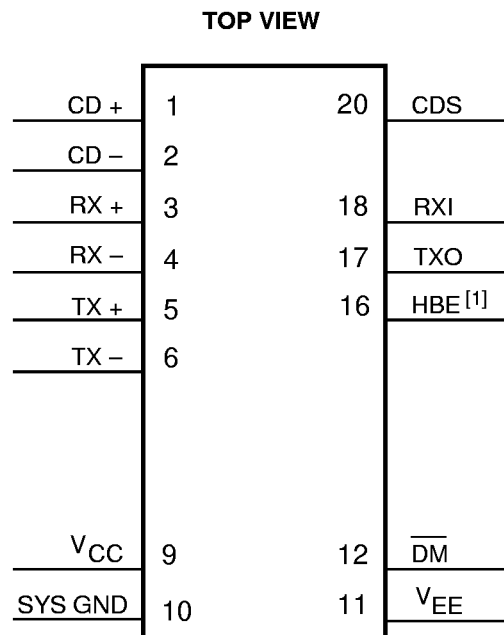 TOP VIEW
CD + 1 20 CDS
CD – 2
RX + 3 18 RXI
RX – 4 17 TXO
TX + 5 16 HBE [1]
TX – 6
VCC 9 12 D̅M̅
SYS GND 10 11 VEE